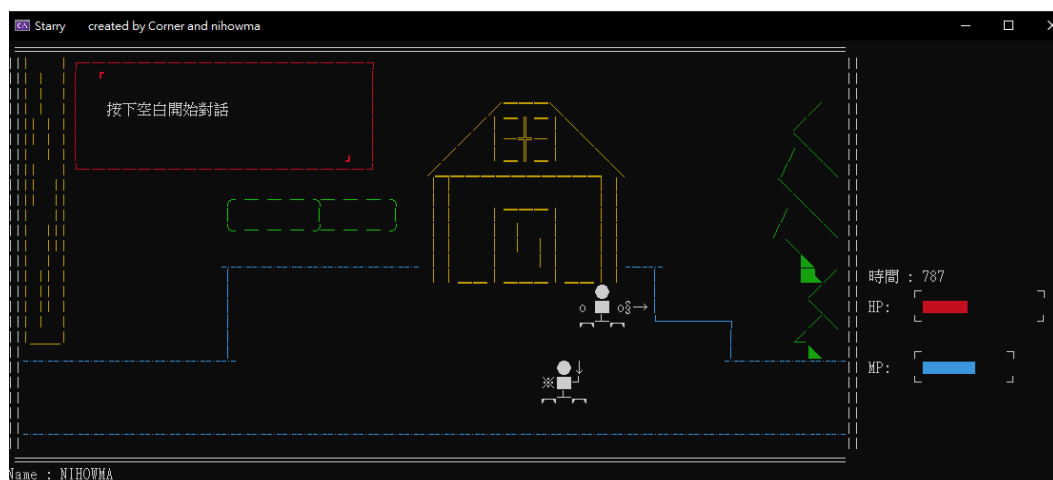 Starry created by Corner and nihowma
按下空白開始對話
時間 : 787
HP:
MP:
Name : NIHOWMA